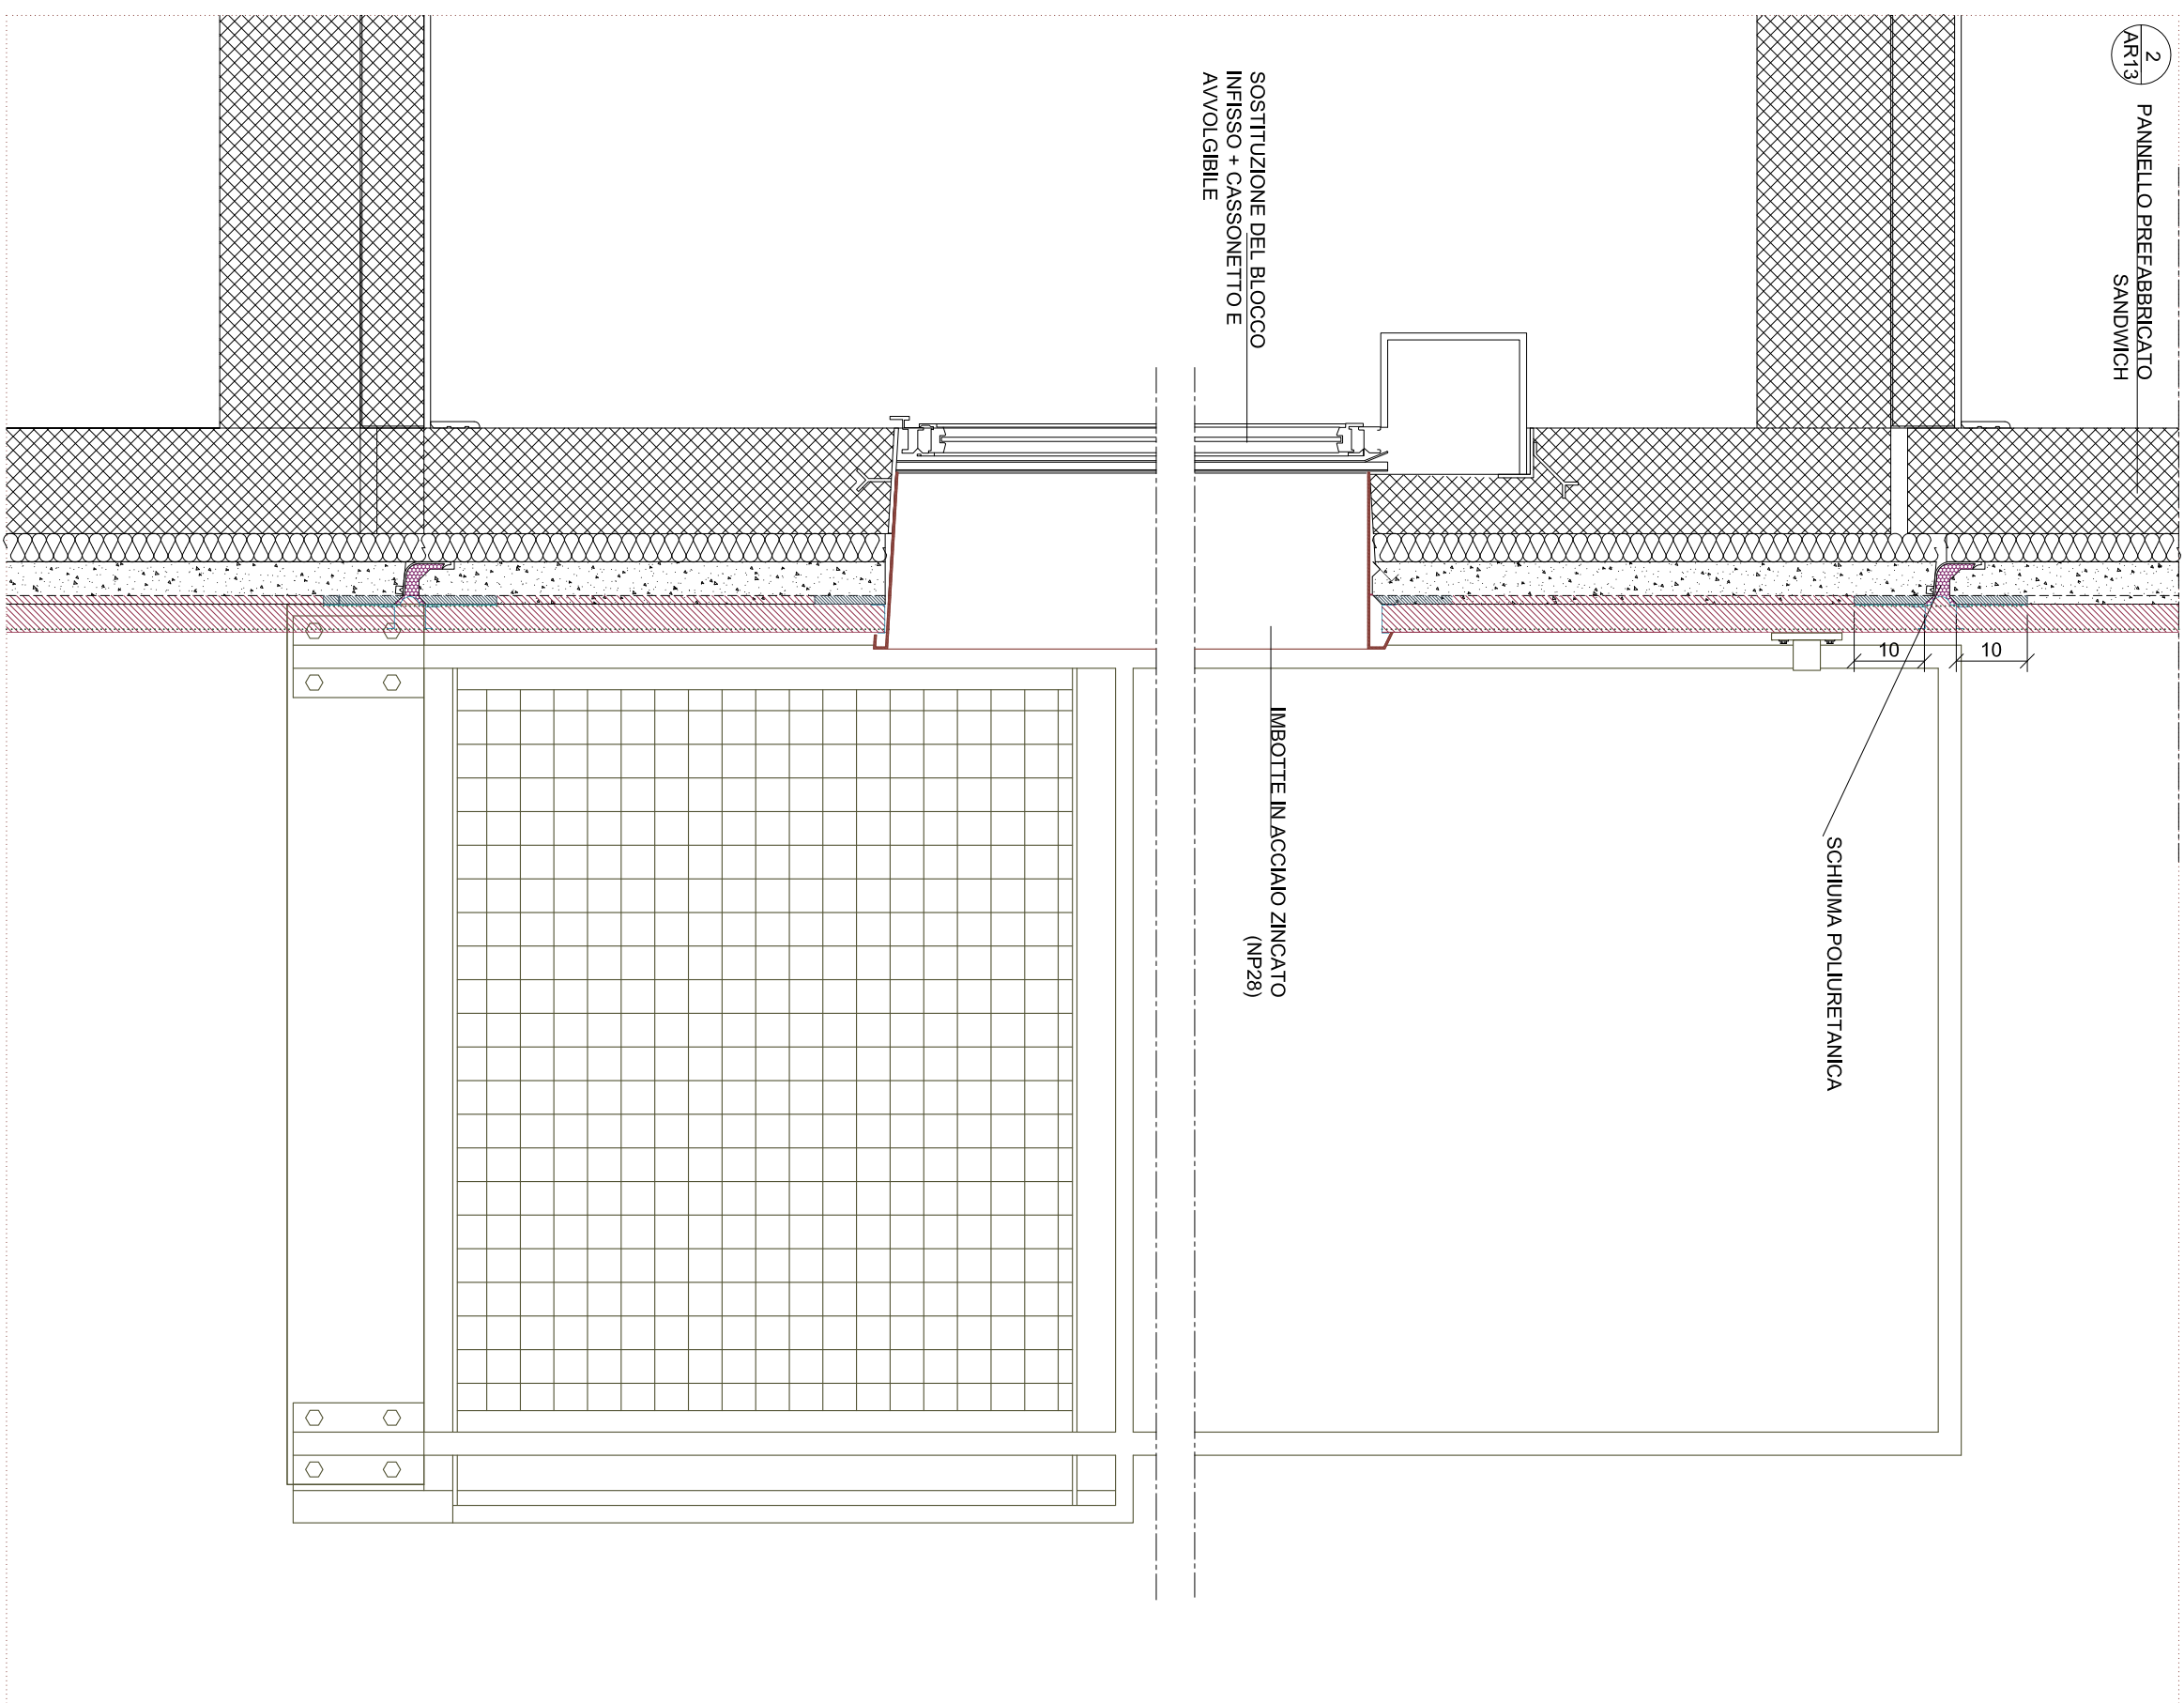 2
AR13
PANNELLO PREFABBRICATO
SANDWICH
SOSTITUZIONE DEL BLOCCO
INFISSO + CASSONETTO E
AVVOLGIBILE
10
10
SCHIUMA POLIURETANICA
IMBOTTE IN ACCIAIO ZINCATO
(NP28)